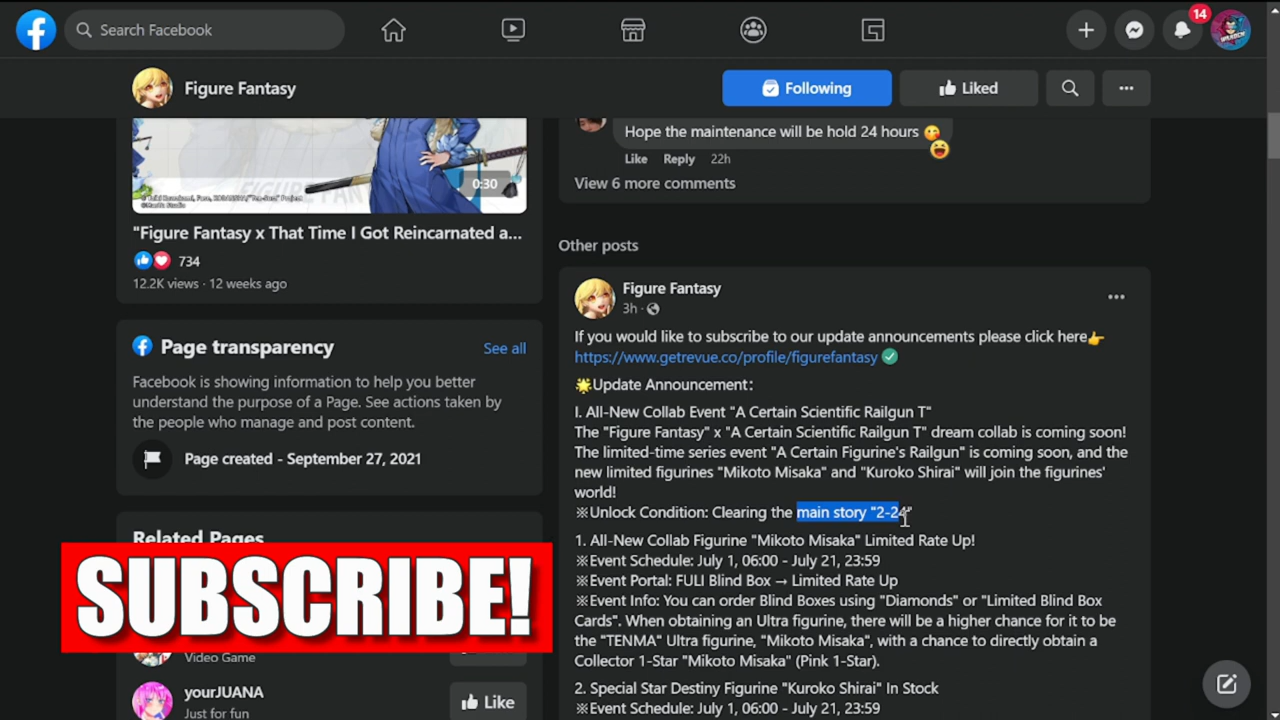 Search Facebook
14
Figure Fantasy
Following
Liked
0:30
"Figure Fantasy x That Time I Got Reincarnated a...
734
12.2K views · 12 weeks ago
Page transparency
See all
Facebook is showing information to help you better
understand the purpose of a Page. See actions taken by
the people who manage and post content.
Page created - September 27, 2021
Related Pages
SUBSCRIBE!
Video Game
yourJUANA
Just for fun
Like
Hope the maintenance will be hold 24 hours
Like Reply 22h
View 6 more comments
Other posts
Figure Fantasy
3h ·
If you would like to subscribe to our update announcements please click here
https://www.getrevue.co/profile/figurefantasy
Update Announcement：
I. All-New Collab Event "A Certain Scientific Railgun T"
The "Figure Fantasy" x "A Certain Scientific Railgun T" dream collab is coming soon!
The limited-time series event "A Certain Figurine's Railgun" is coming soon, and the
new limited figurines "Mikoto Misaka" and "Kuroko Shirai" will join the figurines'
world!
※Unlock Condition: Clearing the main story "2-24"
1. All-New Collab Figurine "Mikoto Misaka" Limited Rate Up!
※Event Schedule: July 1, 06:00 - July 21, 23:59
※Event Portal: FULI Blind Box → Limited Rate Up
※Event Info: You can order Blind Boxes using "Diamonds" or "Limited Blind Box
Cards". When obtaining an Ultra figurine, there will be a higher chance for it to be
the "TENMA" Ultra figurine, "Mikoto Misaka", with a chance to directly obtain a
Collector 1-Star "Mikoto Misaka" (Pink 1-Star).
2. Special Star Destiny Figurine "Kuroko Shirai" In Stock
※Event Schedule: July 1, 06:00 - July 21, 23:59